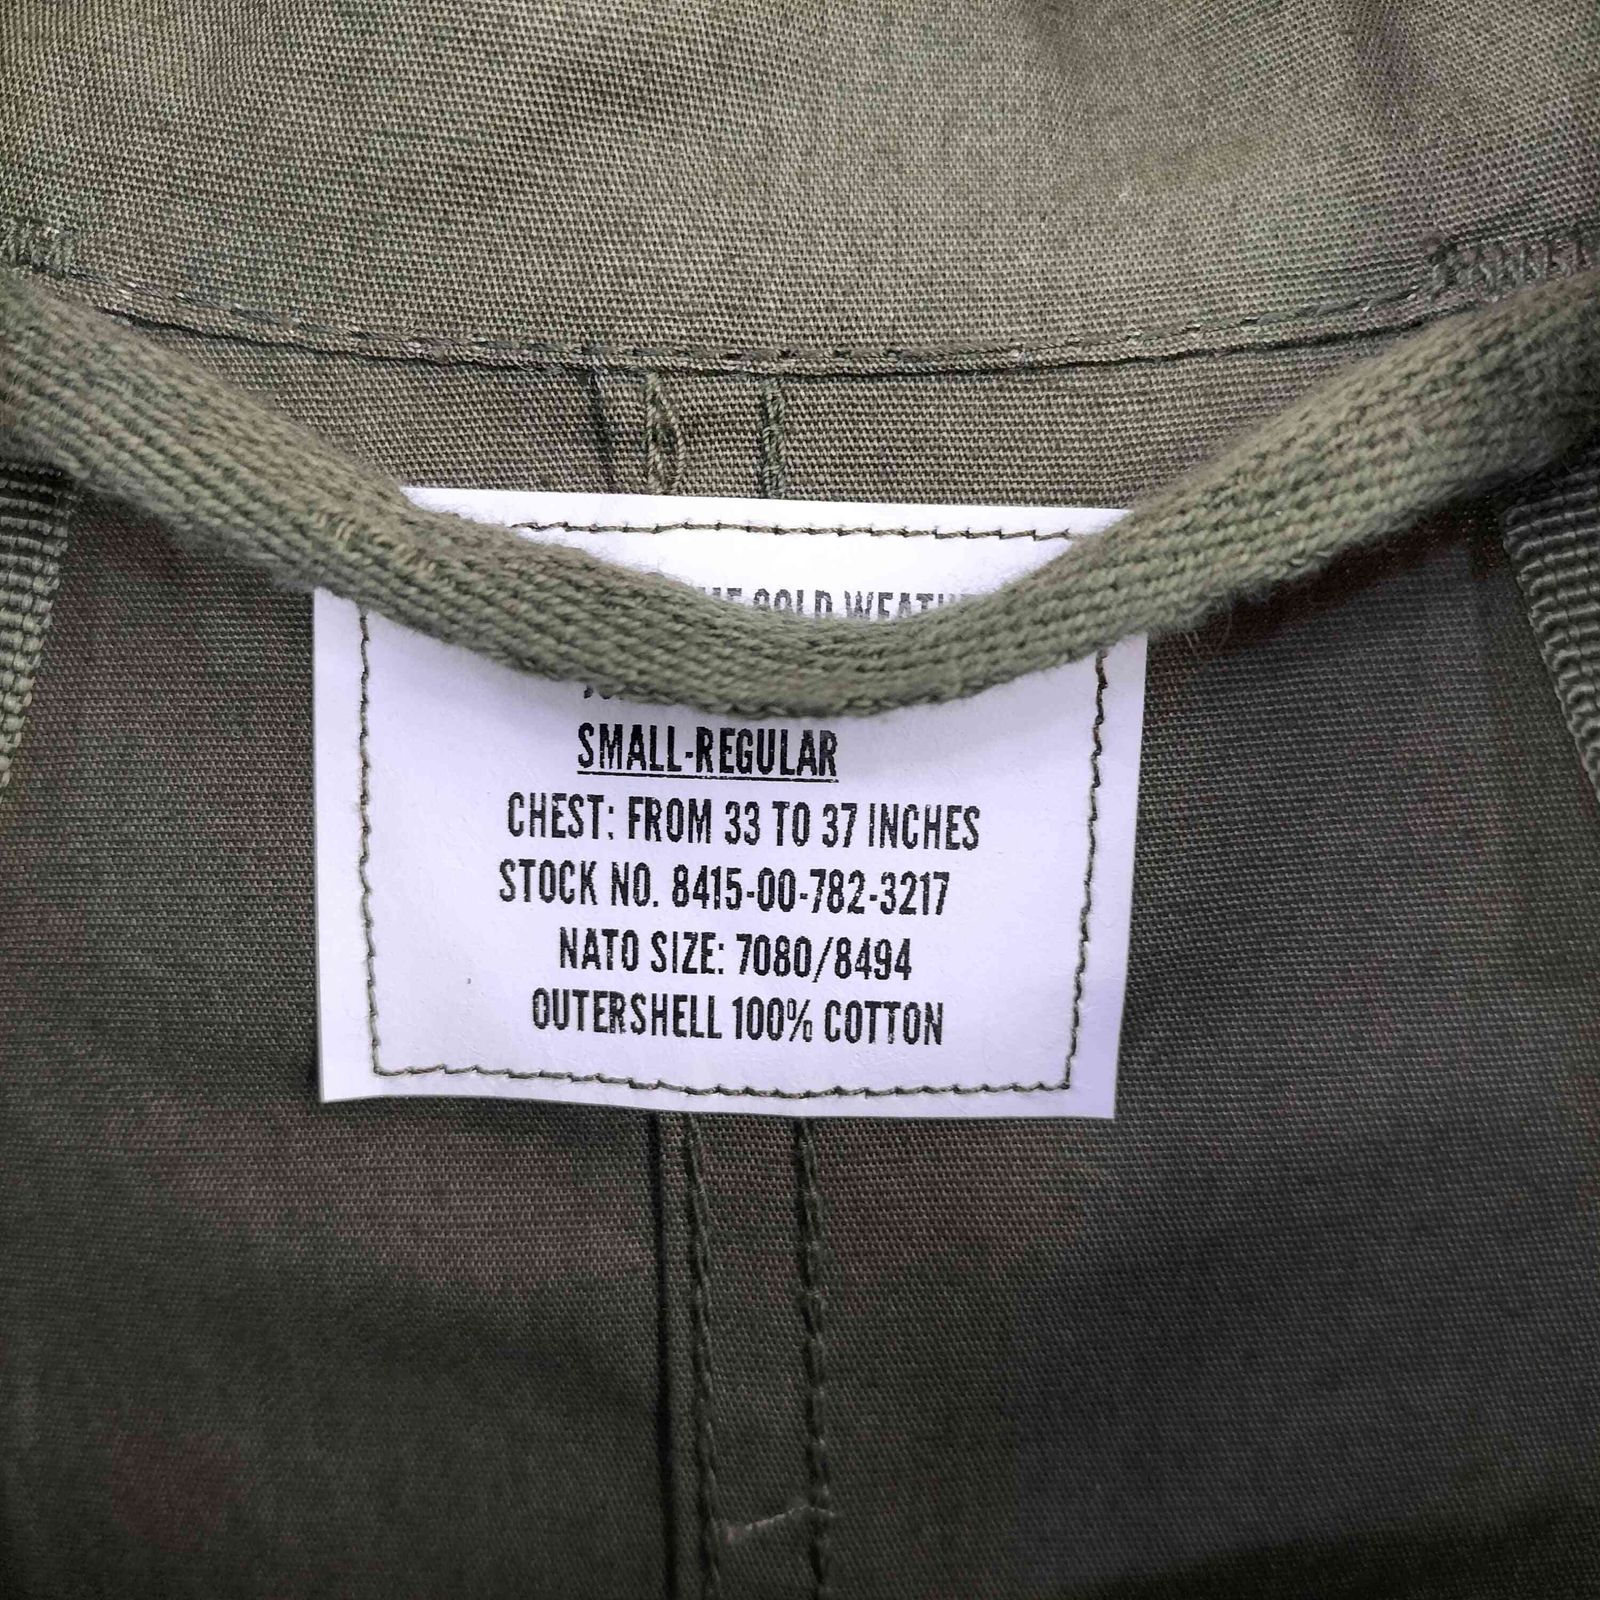 COLD
SMALL-REGULAR
CHEST: FROM 33 TO 37 INCHES
STOCK NO. 8415-00-782-3217
NATO SIZE: 7080/8494
OUTERSHELL 100% COTTON